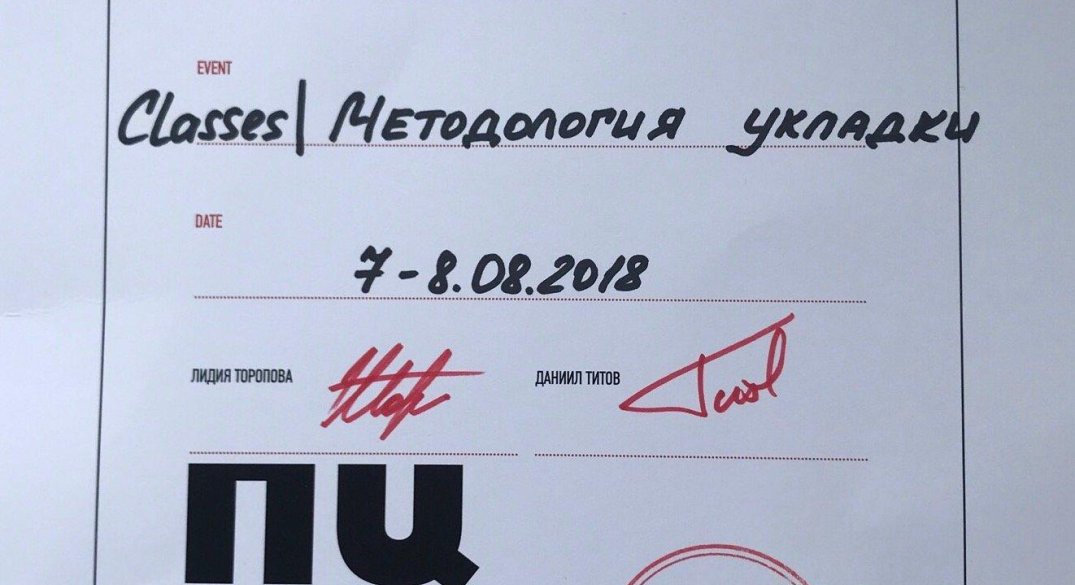 EVENT
Classes | Методология укладки
DATE
7-8.08.2018
ЛИДИЯ ТОРОПОВА
ДАНИИЛ ТИТОВ
ПЦ